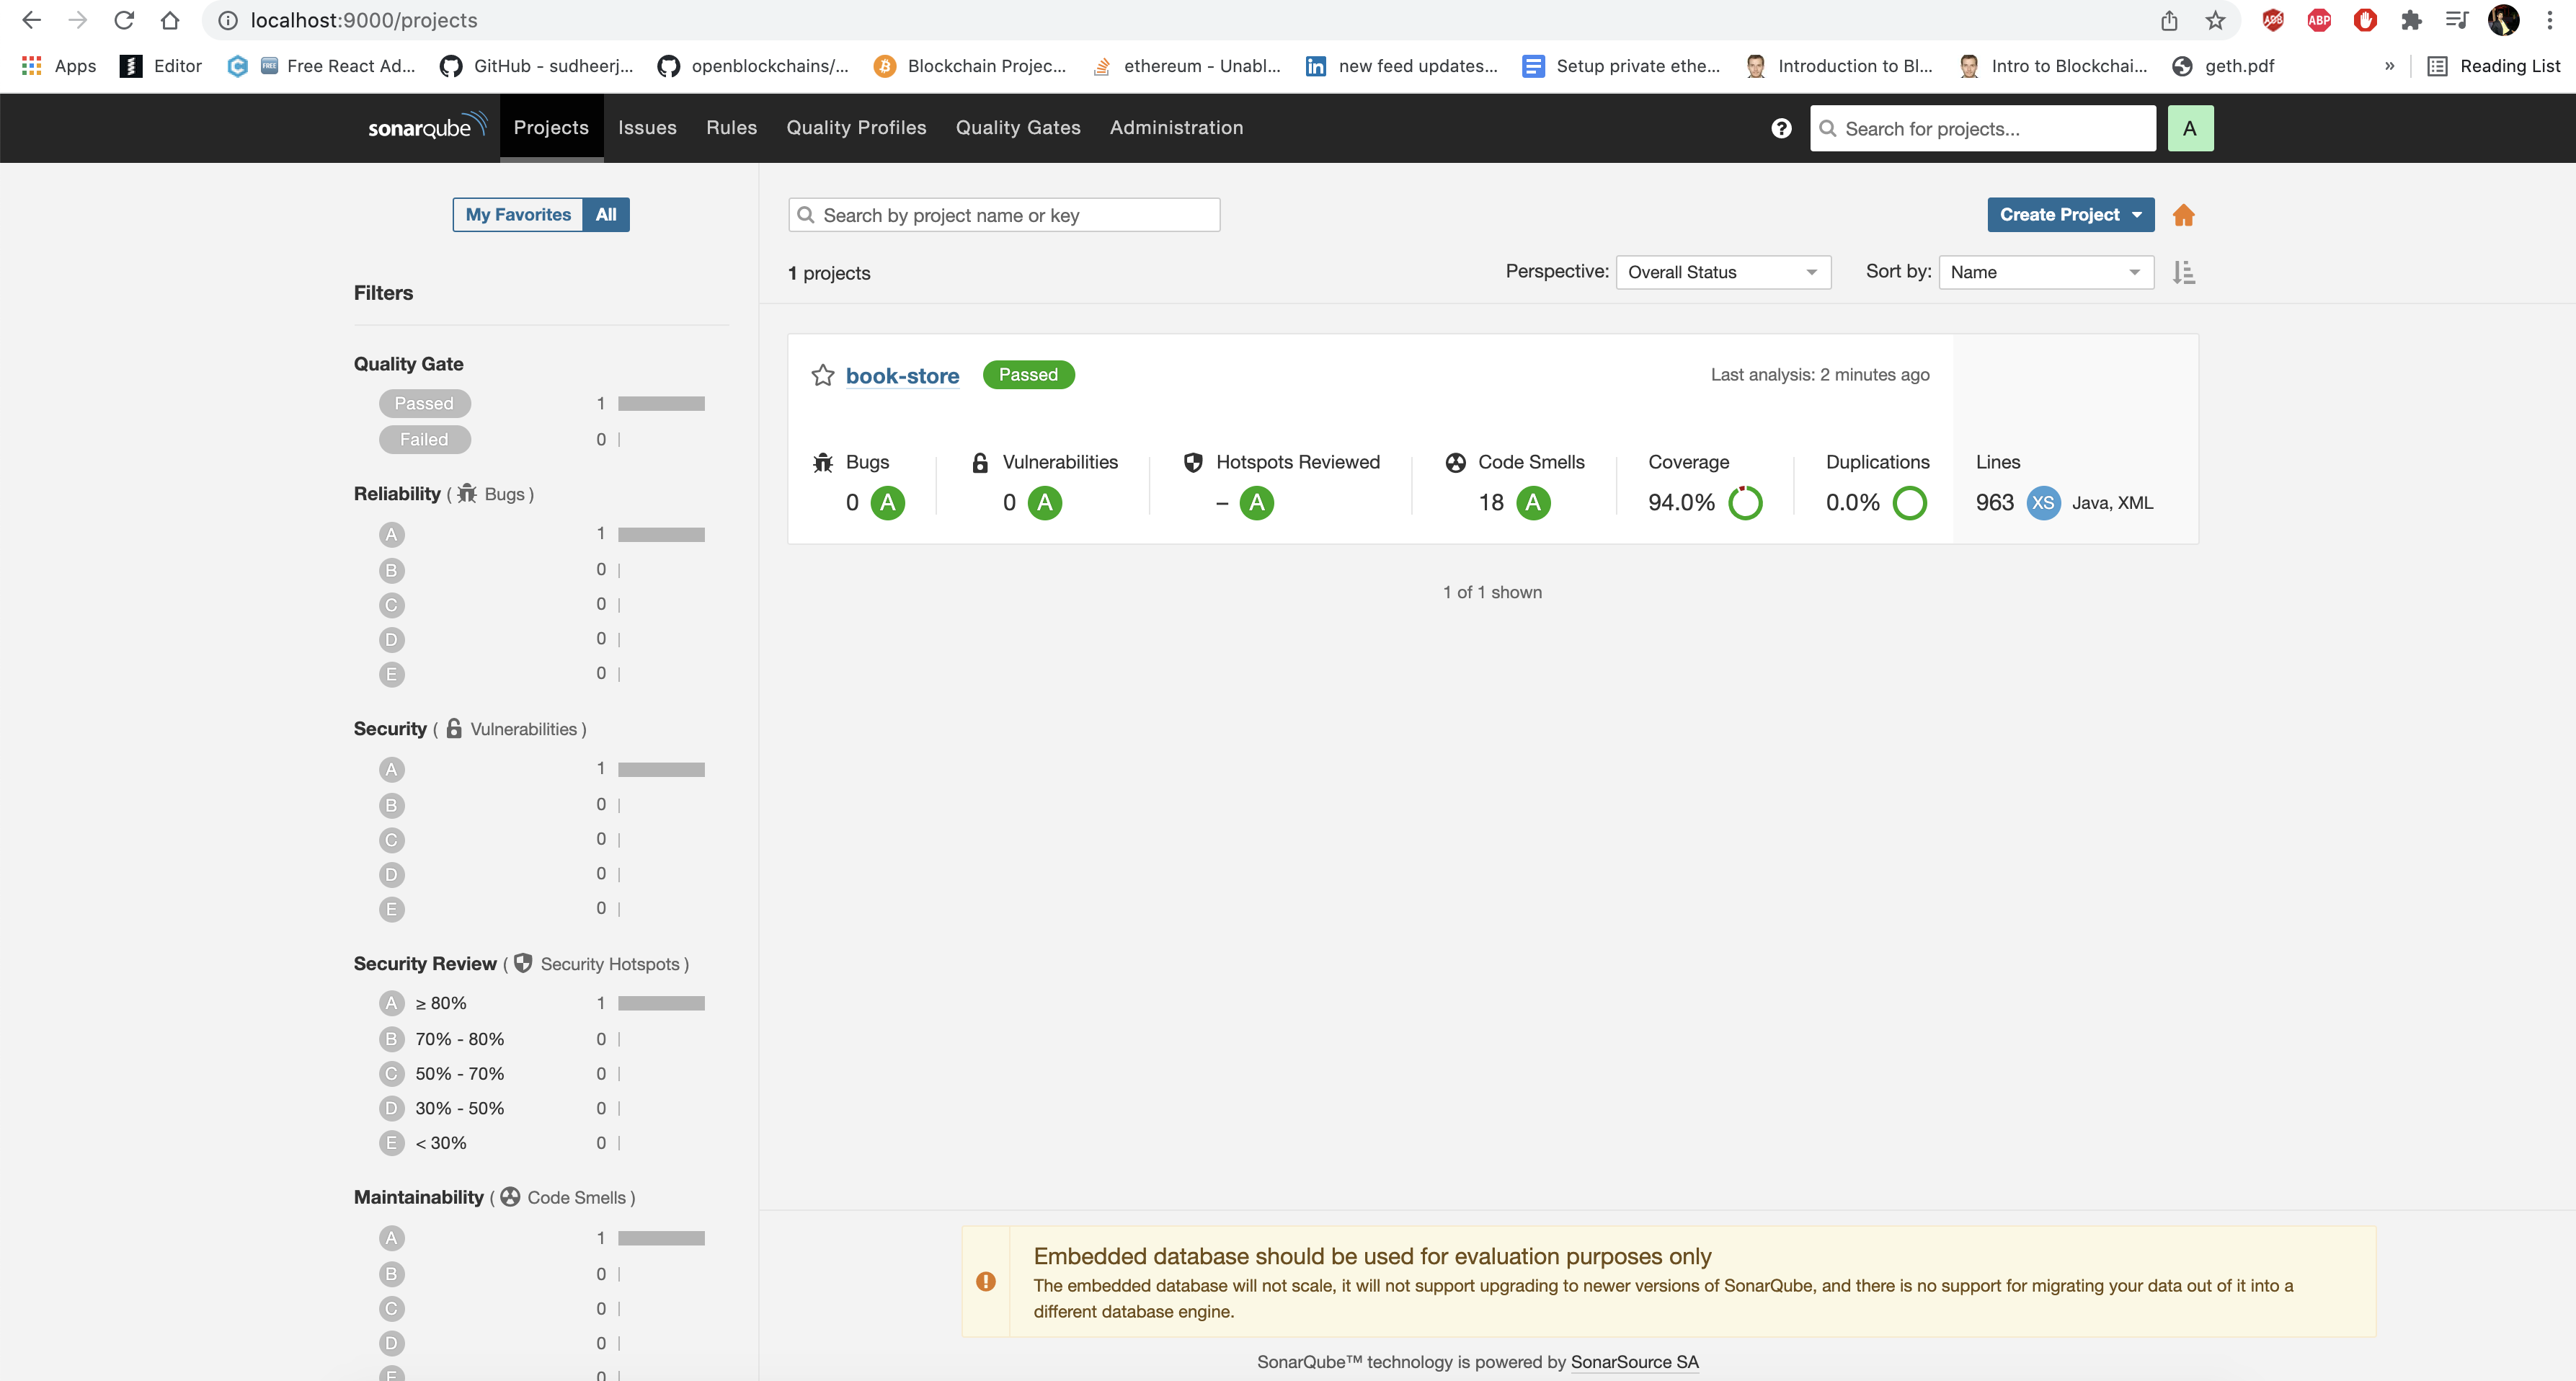 localhost:9000/projects
Apps
Editor
FREE
Free React Ad...
GitHub - sudheerj...
openblockchains/...
Blockchain Projec...
ethereum - Unabl...
new feed updates...
Setup private ethe...
Introduction to Bl...
Intro to Blockchai...
geth.pdf
»
Reading List
sonarqube
Projects
Issues
Rules
Quality Profiles
Quality Gates
Administration
Search for projects...
A
My Favorites
All
Search by project name or key
Create Project
1 projects
Perspective:
Overall Status
Sort by:
Name
Filters
Quality Gate
Passed 1
Failed 0
Reliability ( Bugs )
A 1
B 0
C 0
D 0
E 0
Security ( Vulnerabilities )
A 1
B 0
C 0
D 0
E 0
Security Review ( Security Hotspots )
A ≥ 80% 1
B 70% - 80% 0
C 50% - 70% 0
D 30% - 50% 0
E < 30% 0
Maintainability ( Code Smells )
A 1
B 0
C 0
D 0
E 0
book-store
Passed
Last analysis: 2 minutes ago
Bugs
0 A
Vulnerabilities
0 A
Hotspots Reviewed
– A
Code Smells
18 A
Coverage
94.0%
Duplications
0.0%
Lines
963 XS Java, XML
1 of 1 shown
Embedded database should be used for evaluation purposes only
The embedded database will not scale, it will not support upgrading to newer versions of SonarQube, and there is no support for migrating your data out of it into a
different database engine.
SonarQube™ technology is powered by SonarSource SA